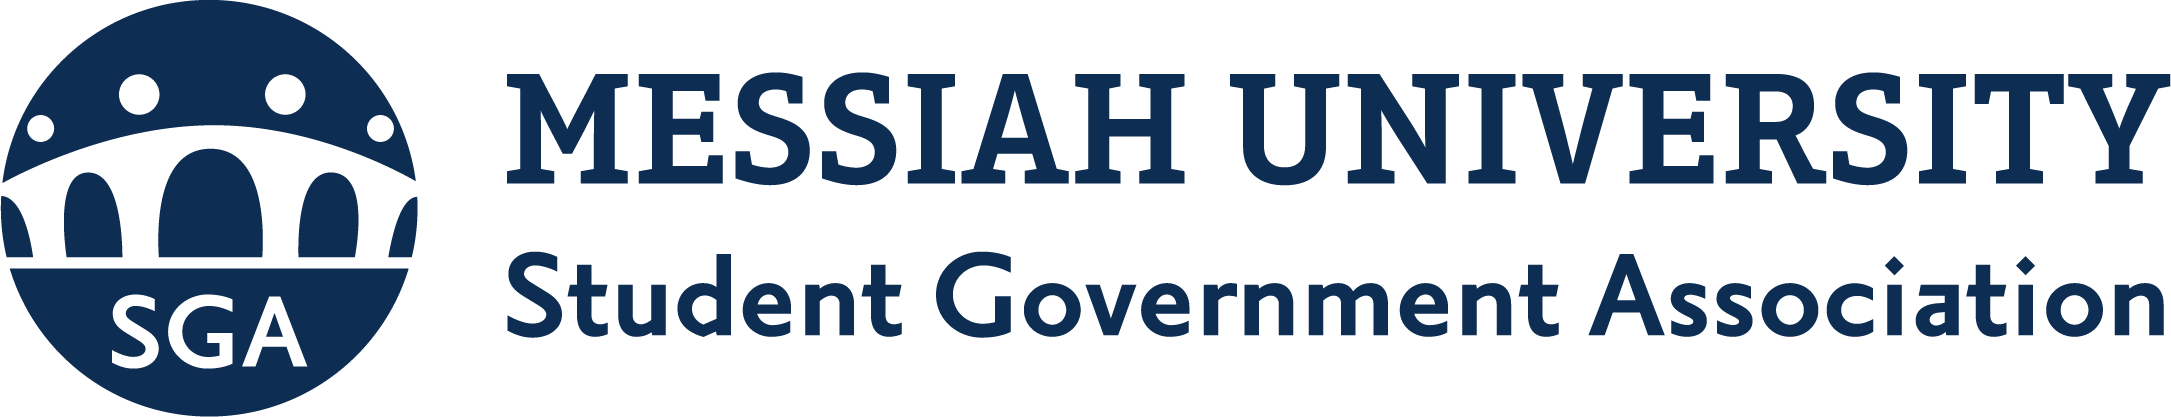 SGA
MESSIAH UNIVERSITY
Student Government Association